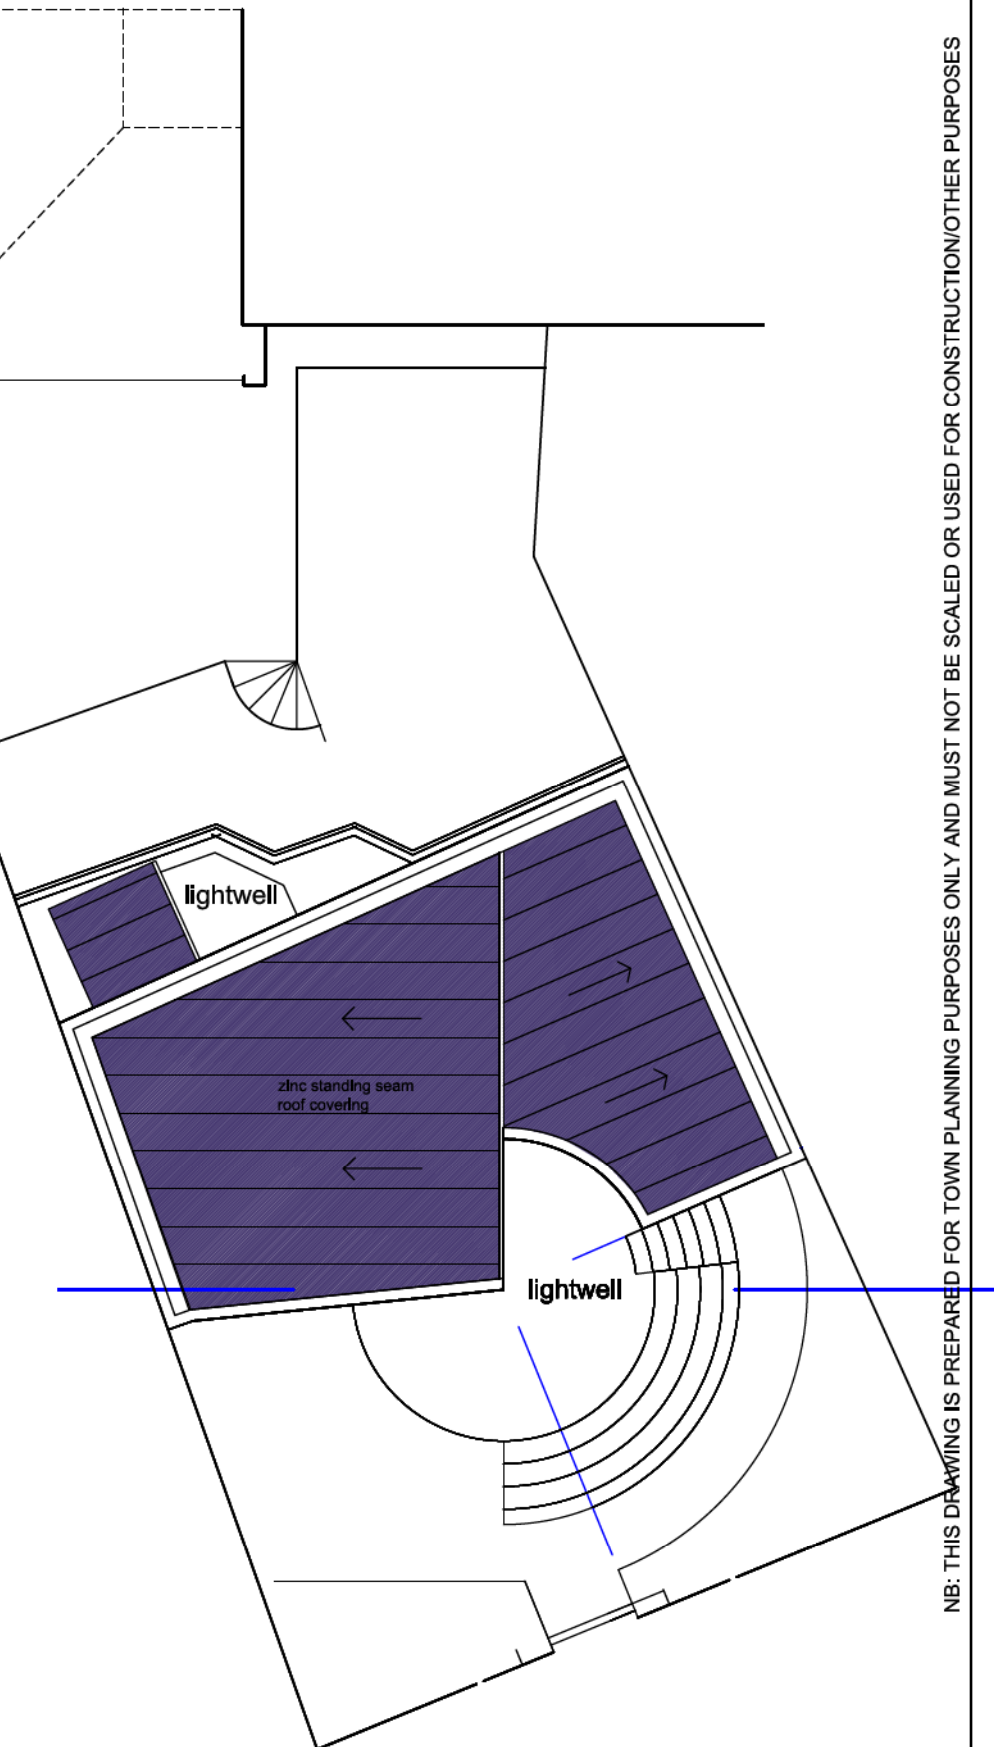 lightwell
zinc standing seam
roof covering
lightwell
NB: THIS DRAWING IS PREPARED FOR TOWN PLANNING PURPOSES ONLY AND MUST NOT BE SCALED OR USED FOR CONSTRUCTION/OTHER PURPOSES